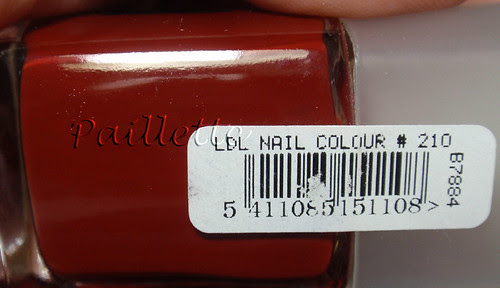 Paillette
LDL NAIL COLOUR # 210
B7884
5 411085 151108 >